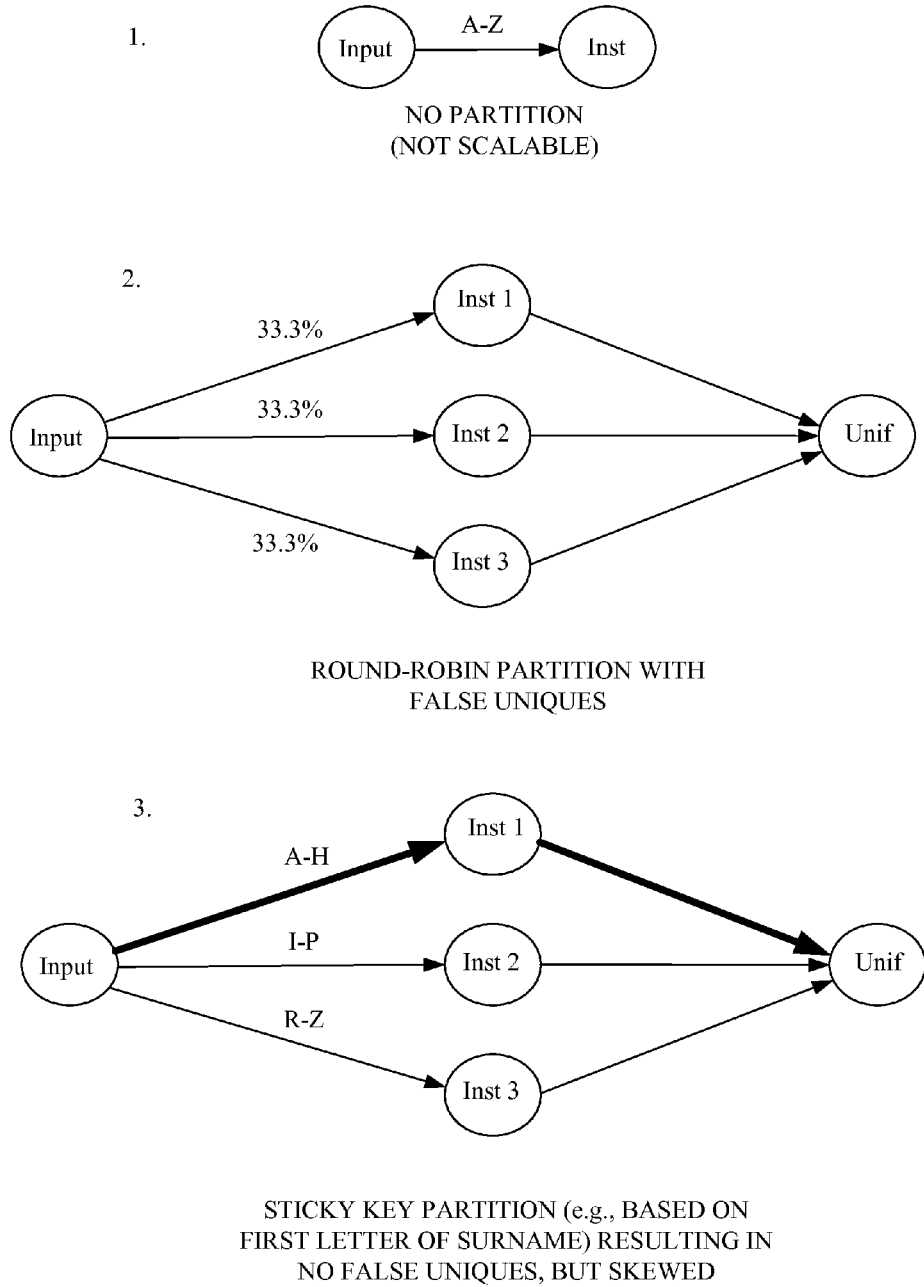 1.
A-Z
Input
Inst
NO PARTITION
(NOT SCALABLE)
2.
Inst 1
33.3%
33.3%
Input
Inst 2
Unif
33.3%
Inst 3
ROUND-ROBIN PARTITION WITH
FALSE UNIQUES
3.
Inst 1
A-H
I-P
Input
Inst 2
Unif
R-Z
Inst 3
STICKY KEY PARTITION (e.g., BASED ON
FIRST LETTER OF SURNAME) RESULTING IN
NO FALSE UNIQUES, BUT SKEWED